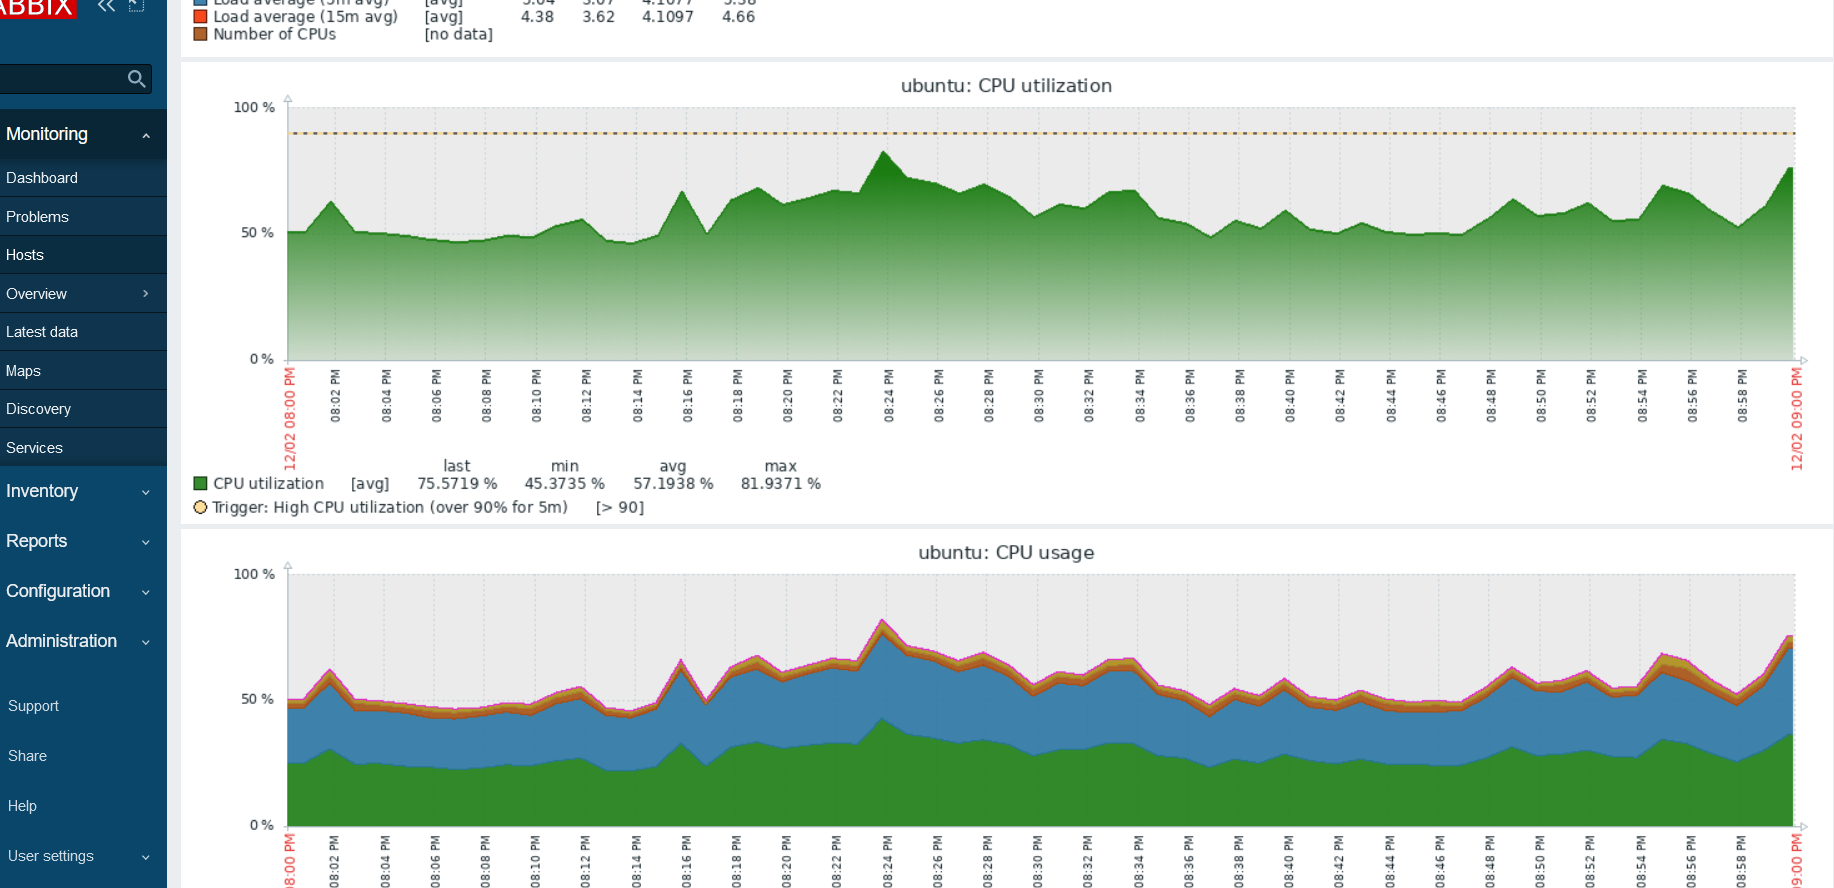 ABBIX
Load average (5m avg) [avg] 5.04 3.07 4.1077 5.38
Load average (15m avg) [avg] 4.38 3.62 4.1097 4.66
Number of CPUs [no data]
Monitoring
Dashboard
Problems
Hosts
Overview
Latest data
Maps
Discovery
Services
Inventory
Reports
Configuration
Administration
Support
Share
Help
User settings
ubuntu: CPU utilization
100 %
50 %
0 %
12/02 08:00 PM
08:02 PM
08:04 PM
08:06 PM
08:08 PM
08:10 PM
08:12 PM
08:14 PM
08:16 PM
08:18 PM
08:20 PM
08:22 PM
08:24 PM
08:26 PM
08:28 PM
08:30 PM
08:32 PM
08:34 PM
08:36 PM
08:38 PM
08:40 PM
08:42 PM
08:44 PM
08:46 PM
08:48 PM
08:50 PM
08:52 PM
08:54 PM
08:56 PM
08:58 PM
12/02 09:00 PM
last min avg max
CPU utilization [avg] 75.5719 % 45.3735 % 57.1938 % 81.9371 %
Trigger: High CPU utilization (over 90% for 5m) [> 90]
ubuntu: CPU usage
100 %
50 %
0 %
8:00 PM
08:02 PM
08:04 PM
08:06 PM
08:08 PM
08:10 PM
08:12 PM
08:14 PM
08:16 PM
08:18 PM
08:20 PM
08:22 PM
08:24 PM
08:26 PM
08:28 PM
08:30 PM
08:32 PM
08:34 PM
08:36 PM
08:38 PM
08:40 PM
08:42 PM
08:44 PM
08:46 PM
08:48 PM
08:50 PM
08:52 PM
08:54 PM
08:56 PM
08:58 PM
9:00 PM